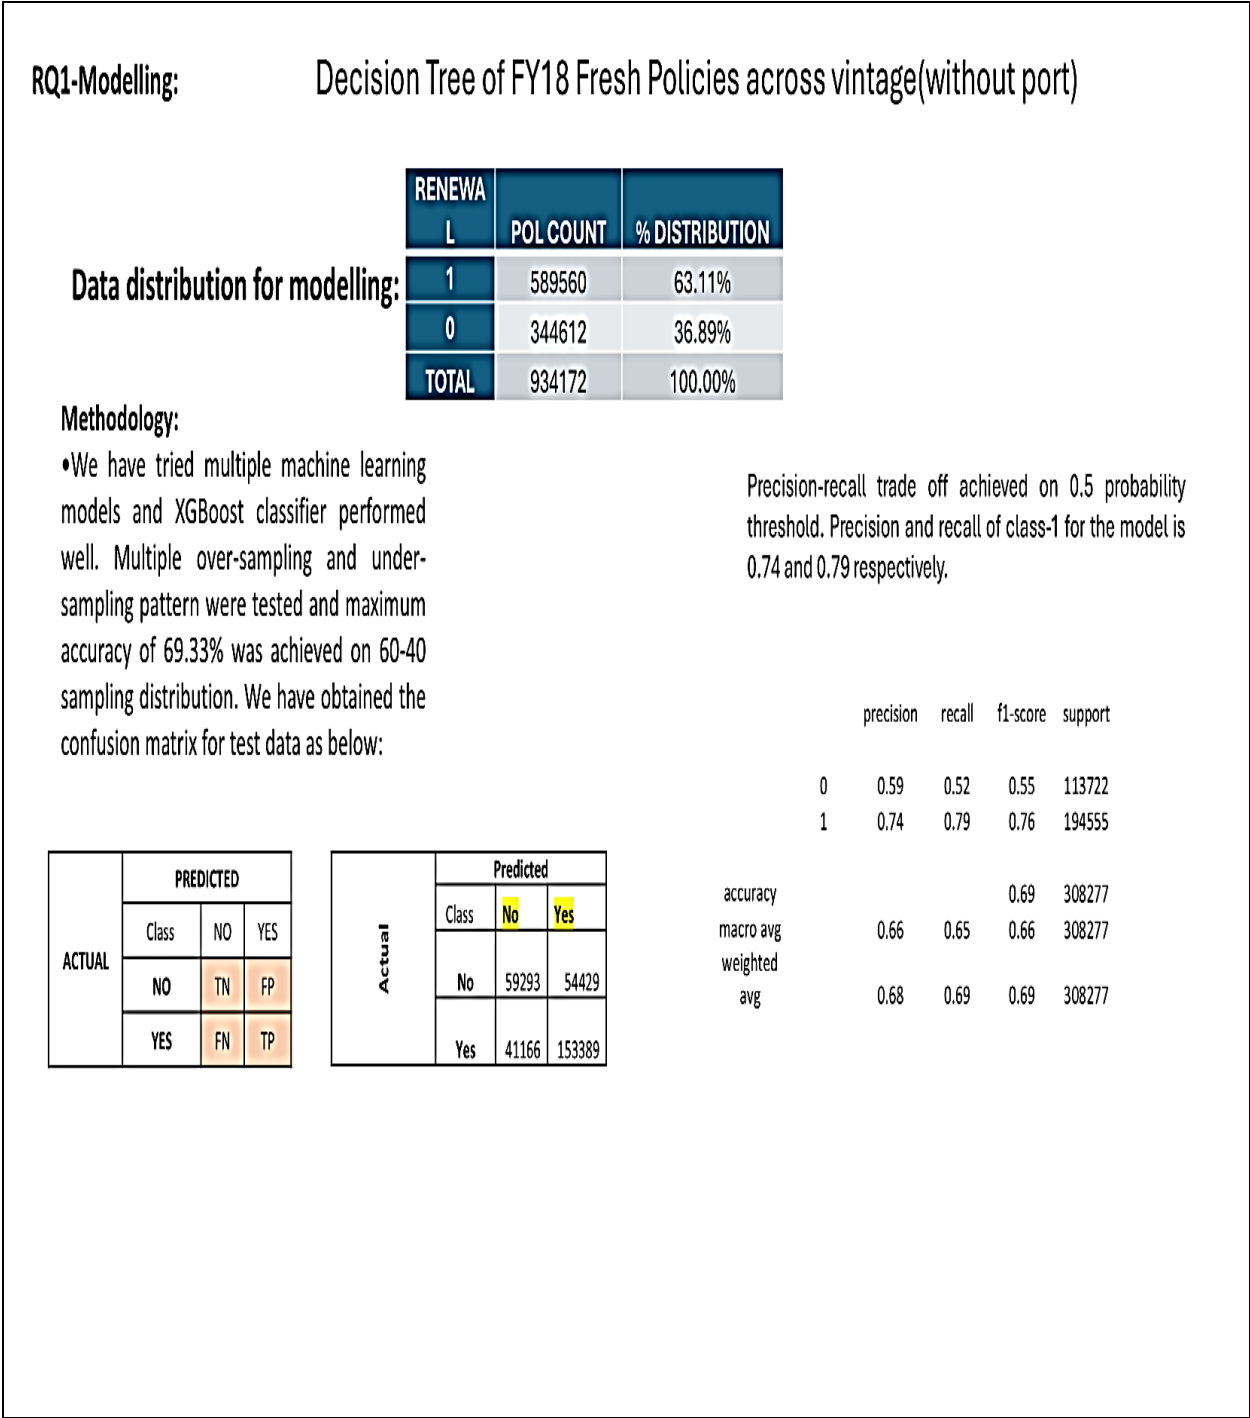 RQ1-Modelling:
Decision Tree of FY18 Fresh Policies across vintage(without port)
RENEWA
L POL COUNT % DISTRIBUTION
Data distribution for modelling:
1 589560 63.11%
0 344612 36.89%
TOTAL 934172 100.00%
Methodology:
•We have tried multiple machine learning
models and XGBoost classifier performed
well. Multiple over-sampling and under-
sampling pattern were tested and maximum
accuracy of 69.33% was achieved on 60-40
sampling distribution. We have obtained the
confusion matrix for test data as below:
Precision-recall trade off achieved on 0.5 probability
threshold. Precision and recall of class-1 for the model is
0.74 and 0.79 respectively.
precision recall f1-score support
0 0.59 0.52 0.55 113722
1 0.74 0.79 0.76 194555
accuracy 0.69 308277
macro avg 0.66 0.65 0.66 308277
weighted
avg 0.68 0.69 0.69 308277
ACTUAL
PREDICTED
Class NO YES
NO TN FP
YES FN TP
Actual
Predicted
Class No Yes
No 59293 54429
Yes 41166 153389